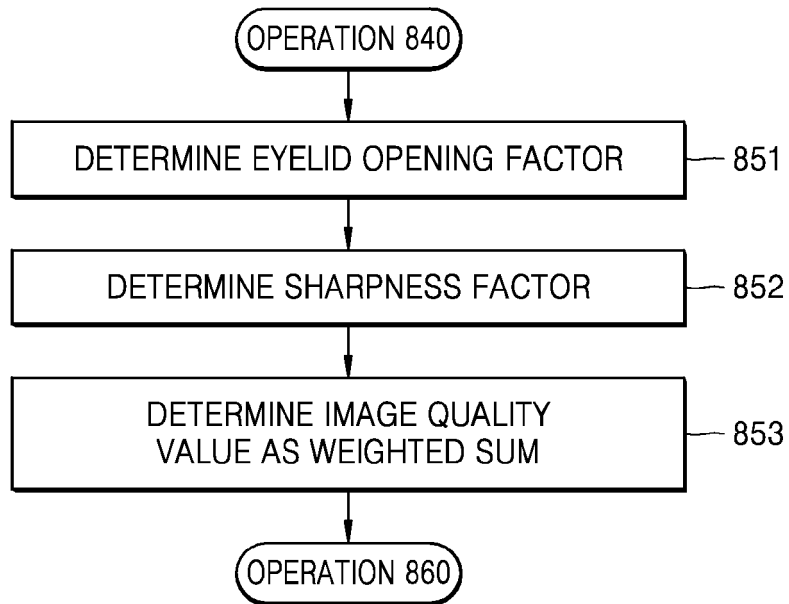 OPERATION 840
DETERMINE EYELID OPENING FACTOR 851
DETERMINE SHARPNESS FACTOR 852
DETERMINE IMAGE QUALITY
VALUE AS WEIGHTED SUM 853
OPERATION 860